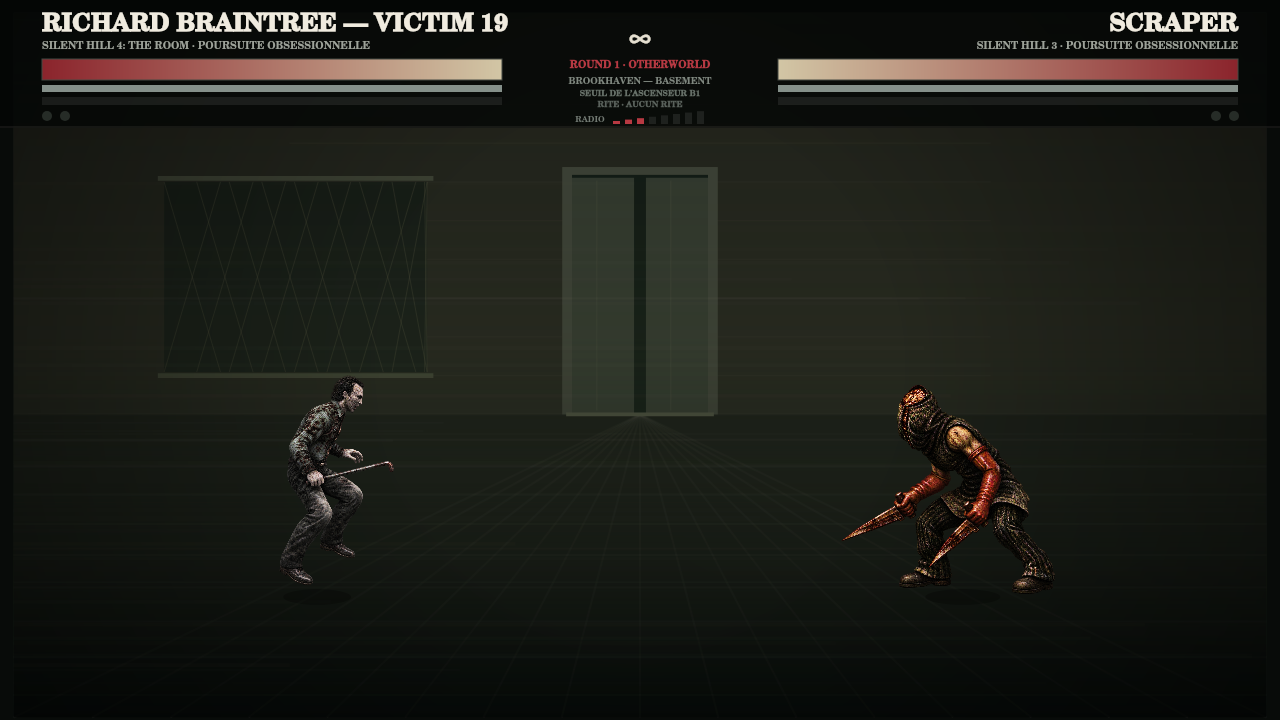 RICHARD BRAINTREE — VICTIM 19
SILENT HILL 4: THE ROOM · POURSUITE OBSESSIONNELLE
∞
ROUND 1 · OTHERWORLD
BROOKHAVEN — BASEMENT
SEUIL DE L'ASCENSEUR B1
RITE · AUCUN RITE
RADIO
SCRAPER
SILENT HILL 3 · POURSUITE OBSESSIONNELLE